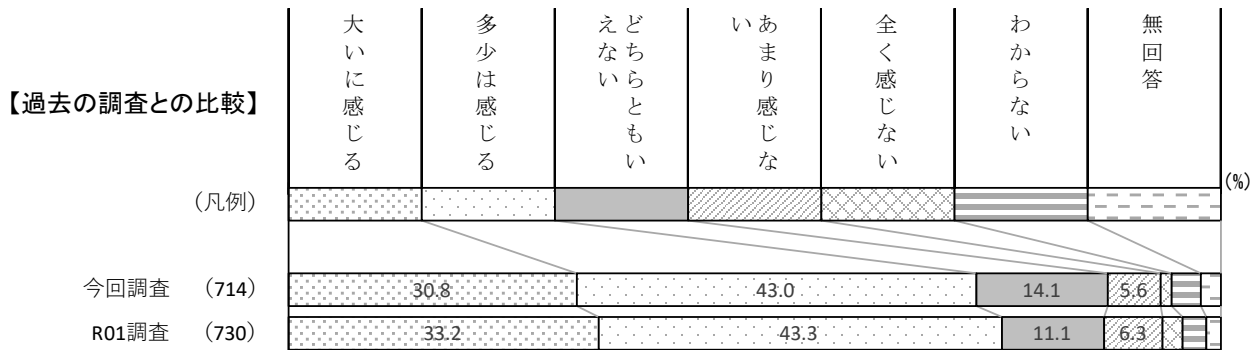 【過去の調査との比較】
大いに感じる
多少は感じる
どちらともいえない
あまり感じない
全く感じない
わからない
無回答
(%)
(凡例)
今回調査 (714)
30.8
43.0
14.1
5.6
R01調査 (730)
33.2
43.3
11.1
6.3